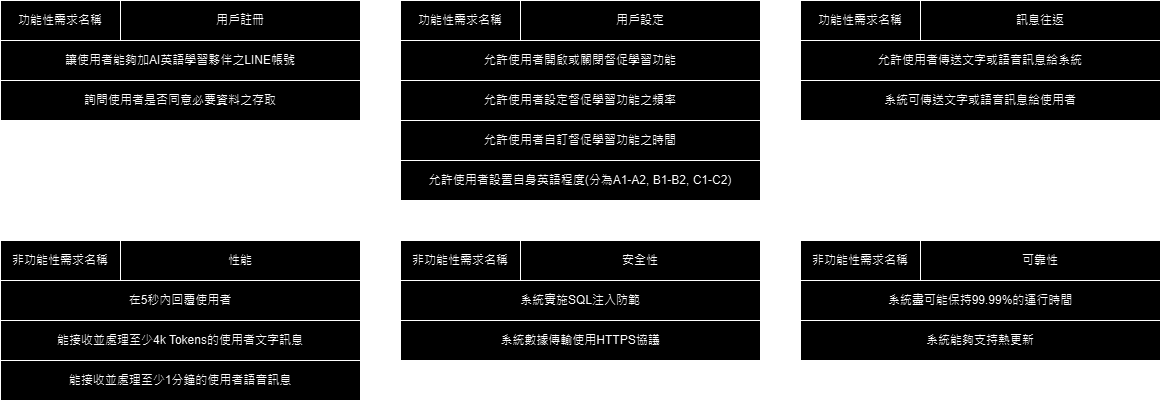 功能性需求名稱 用戶註冊
讓使用者能夠加AI英語學習夥伴之LINE帳號
詢問使用者是否同意必要資料之存取
功能性需求名稱 用戶設定
允許使用者開啟或關閉督促學習功能
允許使用者設定督促學習功能之頻率
允許使用者自訂督促學習功能之時間
允許使用者設置自身英語程度(分為A1-A2, B1-B2, C1-C2)
功能性需求名稱 訊息往返
允許使用者傳送文字或語音訊息給系統
系統可傳送文字或語音訊息給使用者
非功能性需求名稱 性能
在5秒內回覆使用者
能接收並處理至少4k Tokens的使用者文字訊息
能接收並處理至少1分鐘的使用者語音訊息
非功能性需求名稱 安全性
系統實施SQL注入防範
系統數據傳輸使用HTTPS協議
非功能性需求名稱 可靠性
系統盡可能保持99.99%的運行時間
系統能夠支持熱更新